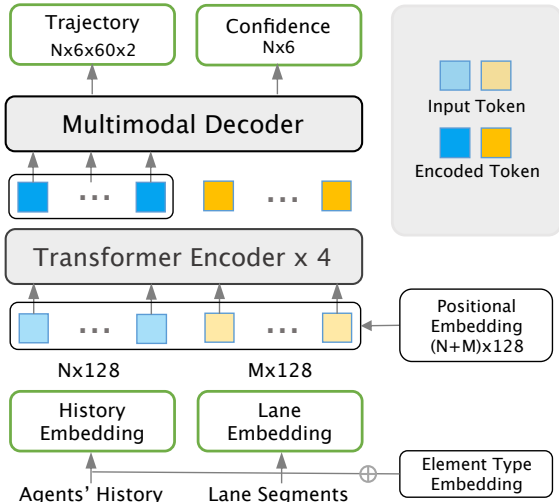 Trajectory
Nx6x60x2
Confidence
Nx6
Input Token
Encoded Token
Multimodal Decoder
...
...
Transformer Encoder x 4
...
...
Positional
Embedding
(N+M)x128
Nx128
Mx128
History
Embedding
Lane
Embedding
Element Type
Embedding
Agents' History
Lane Segments